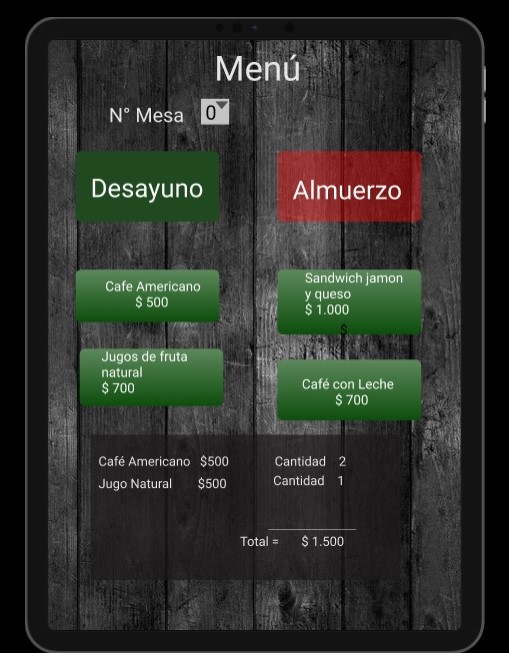 Menú
N° Mesa 0
Desayuno
Almuerzo
Cafe Americano
$ 500
Sandwich jamon
y queso
$ 1.000
$
Jugos de fruta
natural
$ 700
Café con Leche
$ 700
Café Americano $500 Cantidad 2
Jugo Natural $500 Cantidad 1
Total = $ 1.500